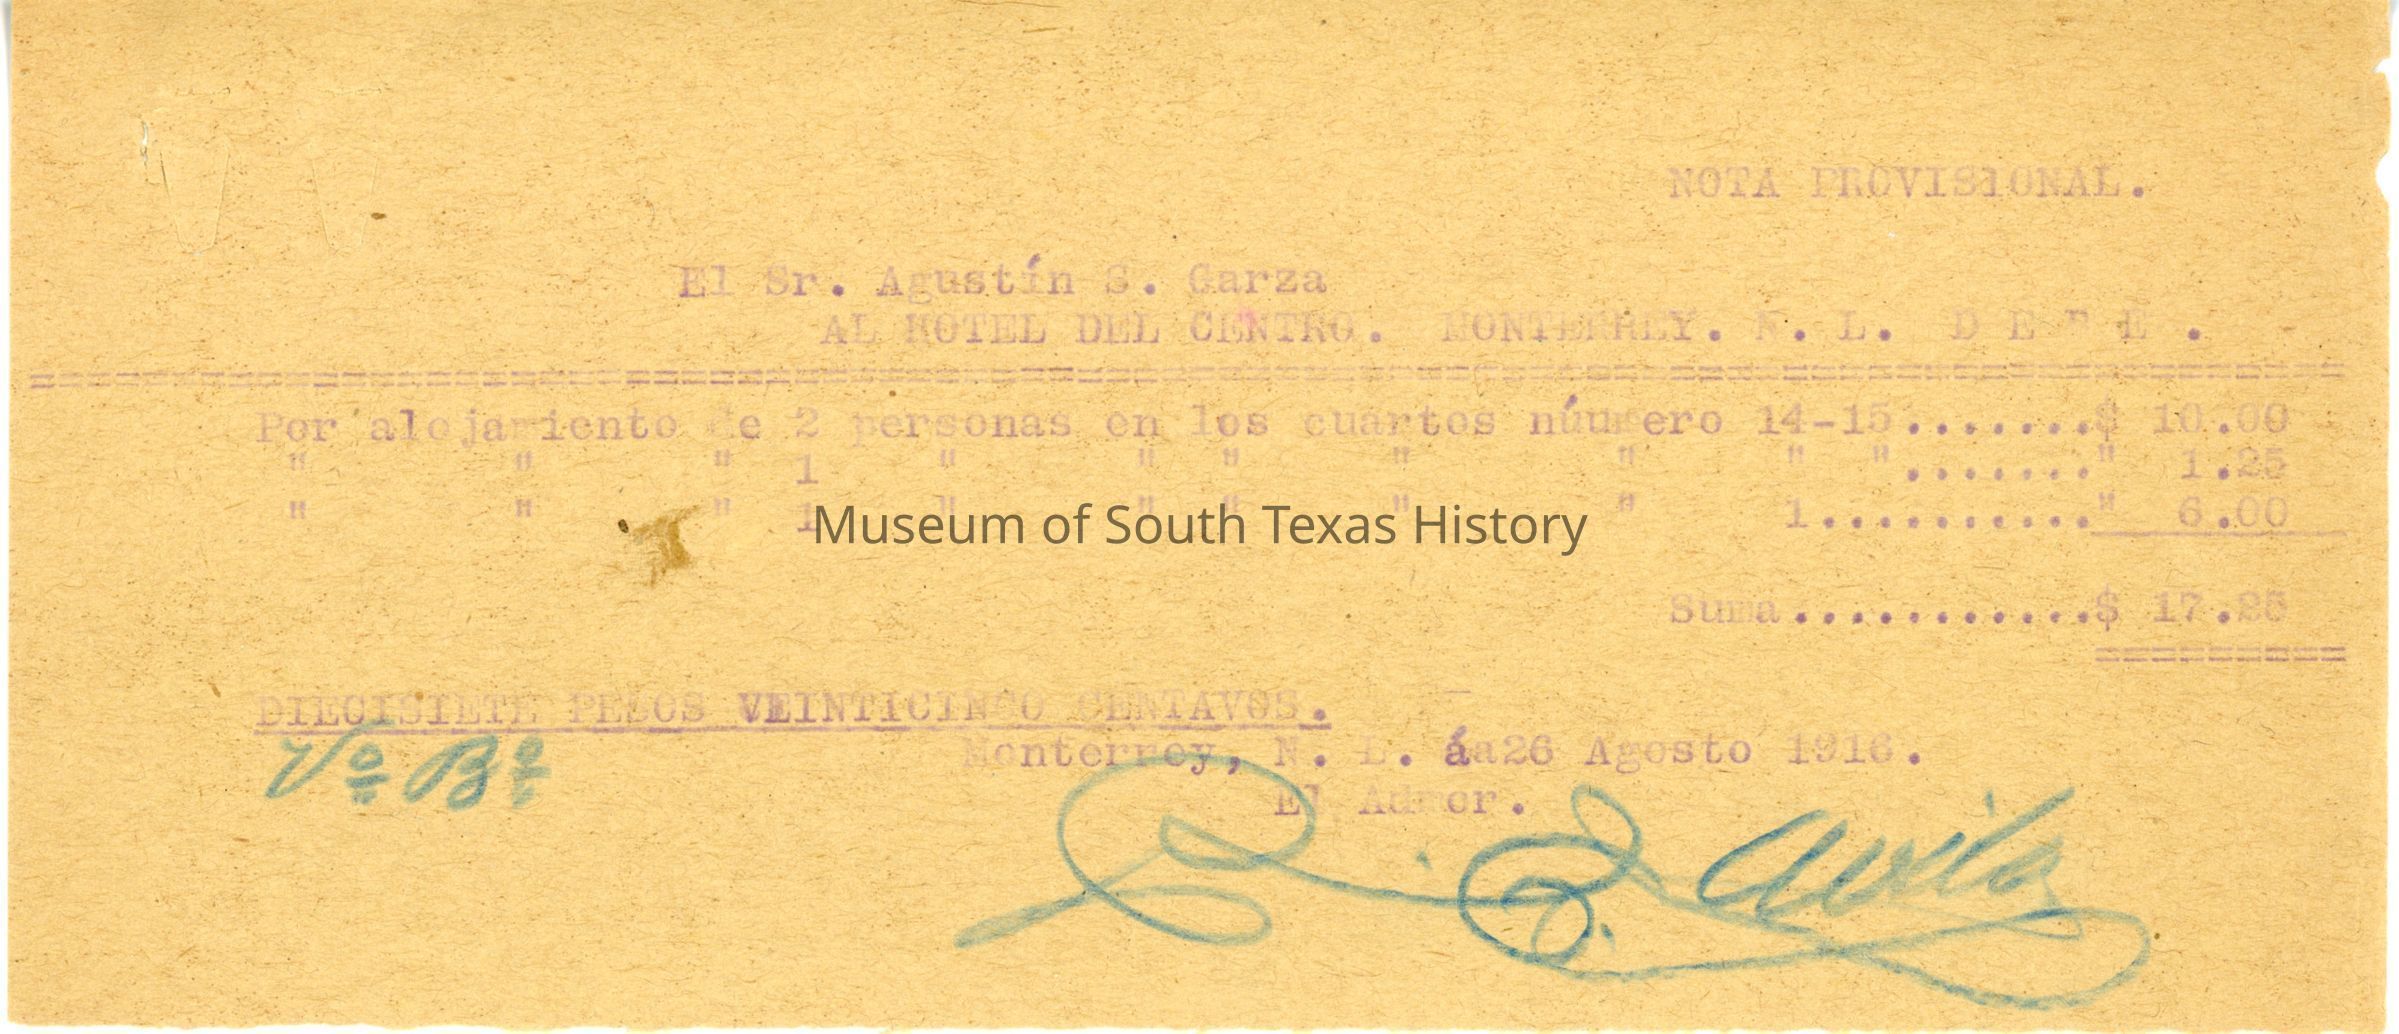 NOTA PROVISIONAL.
El Sr. Agustín S. Garza
AL HOTEL DEL CENTRO. MONTERREY. N. L. D E B E .
Por alojamiento de 2 personas en los cuartos número 14-15.......$ 10.00
" " " 1 " " " " " " "......." 1.25
" " " 1 " " " " " 1.........." 6.00
Museum of South Texas History
Suma...........$ 17.25
DIECISIETE PESOS VEINTICINCO CENTAVOS.
Vº Bº
Monterrey, N. L. áa26 Agosto 1916.
El Admor.
Avila